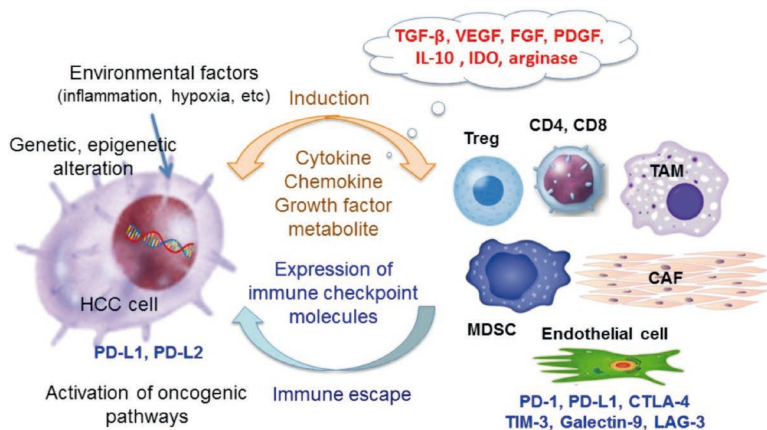 TGF-β, VEGF, FGF, PDGF,
IL-10 , IDO, arginase
Environmental factors
(inflammation, hypoxia, etc)
Genetic, epigenetic
alteration
HCC cell
PD-L1, PD-L2
Activation of oncogenic
pathways
Induction
Cytokine
Chemokine
Growth factor
metabolite
Expression of
immune checkpoint
molecules
Immune escape
Treg
CD4, CD8
TAM
MDSC
CAF
Endothelial cell
PD-1, PD-L1, CTLA-4
TIM-3, Galectin-9, LAG-3